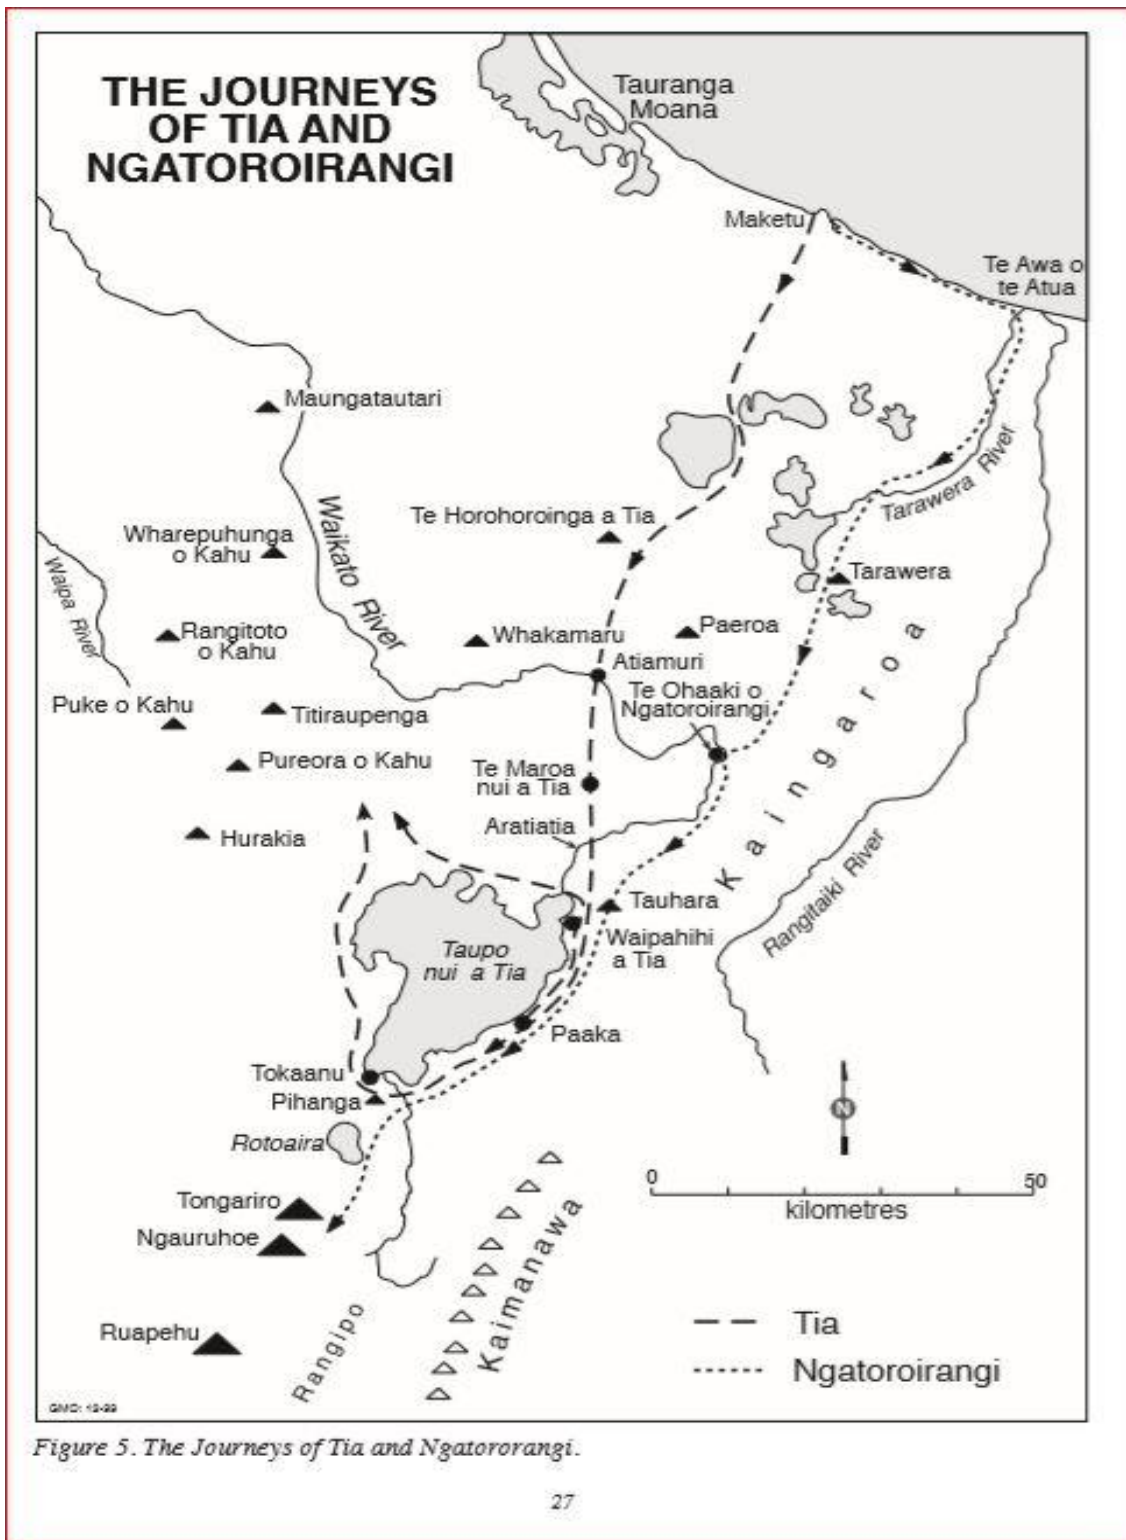 THE JOURNEYS
OF TIA AND
NGATOROIRANGI
Tauranga
Moana
Maketu
Te Awa o
te Atua
Maungatautari
Waikato River
Te Horohoroinga a Tia
Tarawera River
Wharepuhunga
o Kahu
Waipa River
Tarawera
Rangitoto
o Kahu
Whakamaru
Paeroa
Atiamuri
Te Ohaaki o
Ngatoroirangi
Puke o Kahu
Titiraupenga
Kaingaroa
Pureora o Kahu
Te Maroa
nui a Tia
Aratiatia
Hurakia
Rangitaiki River
Tauhara
Taupo
nui a Tia
Waipahihi
a Tia
Paaka
Tokaanu
Pihanga
N
Rotoaira
0
50
kilometres
Tongariro
Ngauruhoe
Kaimanawa
Ruapehu
Rangipo
Tia
Ngatoroirangi
Figure 5. The Journeys of Tia and Ngatororangi.
27